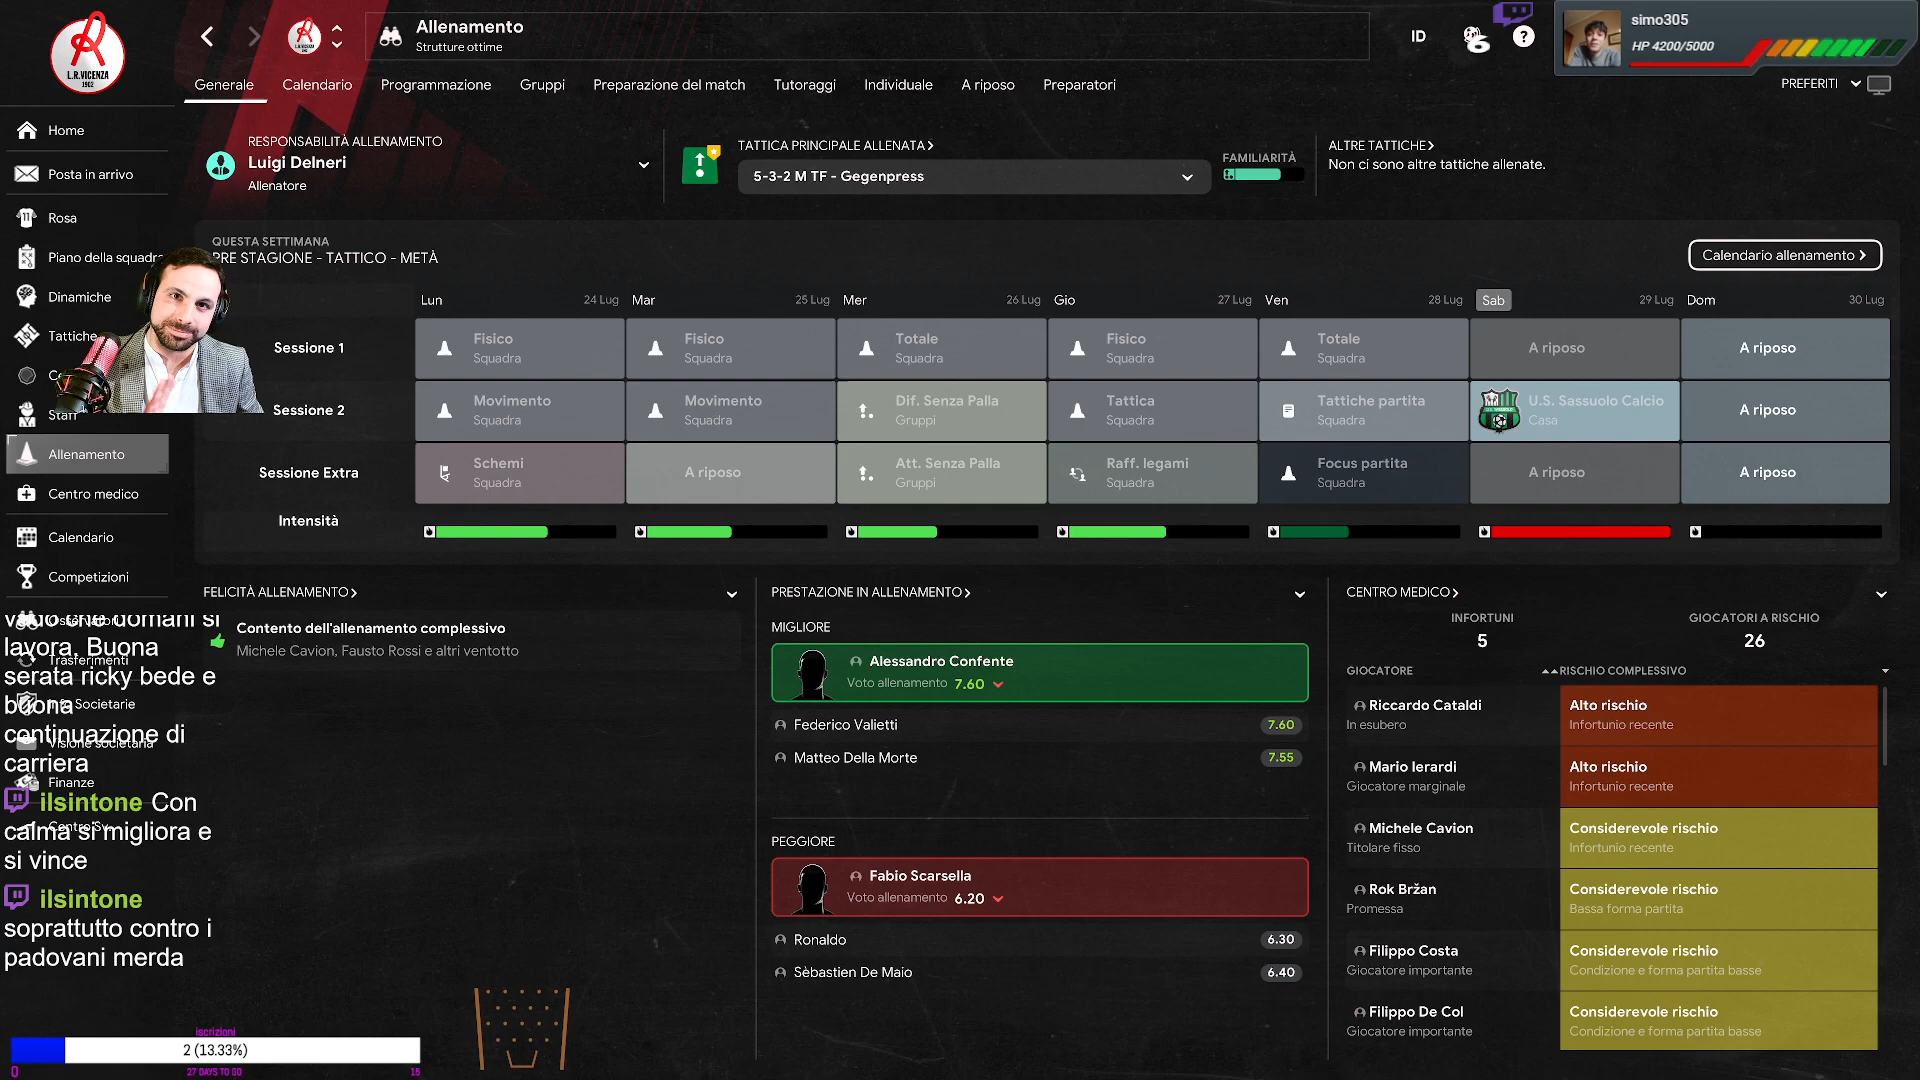 L.R.VICENZA
1902
Allenamento
Strutture ottime
ID
simo305
HP 4200/5000
PREFERITI
Generale
Calendario
Programmazione
Gruppi
Preparazione del match
Tutoraggi
Individuale
A riposo
Preparatori
Home
Posta in arrivo
Rosa
Piano della squadra
Dinamiche
Tattiche
Staff
Allenamento
Centro medico
Calendario
Competizioni
Trasferimenti
Info Societarie
Visione societaria
Finanze
RESPONSABILITÀ ALLENAMENTO
Luigi Delneri
Allenatore
TATTICA PRINCIPALE ALLENATA
5-3-2 M TF - Gegenpress
FAMILIARITÀ
ALTRE TATTICHE
Non ci sono altre tattiche allenate.
QUESTA SETTIMANA
PRE STAGIONE - TATTICO - METÀ
Calendario allenamento
Lun 24 Lug Mar 25 Lug Mer 26 Lug Gio 27 Lug Ven 28 Lug Sab 29 Lug Dom 30 Lug
Sessione 1
Fisico
Squadra
Fisico
Squadra
Totale
Squadra
Fisico
Squadra
Totale
Squadra
A riposo
A riposo
Sessione 2
Movimento
Squadra
Movimento
Squadra
Dif. Senza Palla
Gruppi
Tattica
Squadra
Tattiche partita
Squadra
U.S. Sassuolo Calcio
Casa
A riposo
Sessione Extra
Schemi
Squadra
A riposo
Att. Senza Palla
Gruppi
Raff. legami
Squadra
Focus partita
Squadra
A riposo
A riposo
Intensità
FELICITÀ ALLENAMENTO
Contento dell'allenamento complessivo
Michele Cavion, Fausto Rossi e altri ventotto
PRESTAZIONE IN ALLENAMENTO
MIGLIORE
Alessandro Confente
Voto allenamento 7.60
Federico Valietti 7.60
Matteo Della Morte 7.55
PEGGIORE
Fabio Scarsella
Voto allenamento 6.20
Ronaldo 6.30
Sèbastien De Maio 6.40
CENTRO MEDICO
INFORTUNI
5
GIOCATORI A RISCHIO
26
GIOCATORE RISCHIO COMPLESSIVO
Riccardo Cataldi
In esubero
Alto rischio
Infortunio recente
Mario Ierardi
Giocatore marginale
Alto rischio
Infortunio recente
Michele Cavion
Titolare fisso
Considerevole rischio
Infortunio recente
Rok Bržan
Promessa
Considerevole rischio
Bassa forma partita
Filippo Costa
Giocatore importante
Considerevole rischio
Condizione e forma partita basse
Filippo De Col
Giocatore importante
Considerevole rischio
Condizione e forma partita basse
domani si
lavora. Buona
serata ricky bede e
buona
continuazione di
carriera
ilsintone Con
calma si migliora e
si vince
ilsintone
soprattutto contro i
padovani merda
iscrizioni
2 (13.33%)
0 27 DAYS TO GO 15